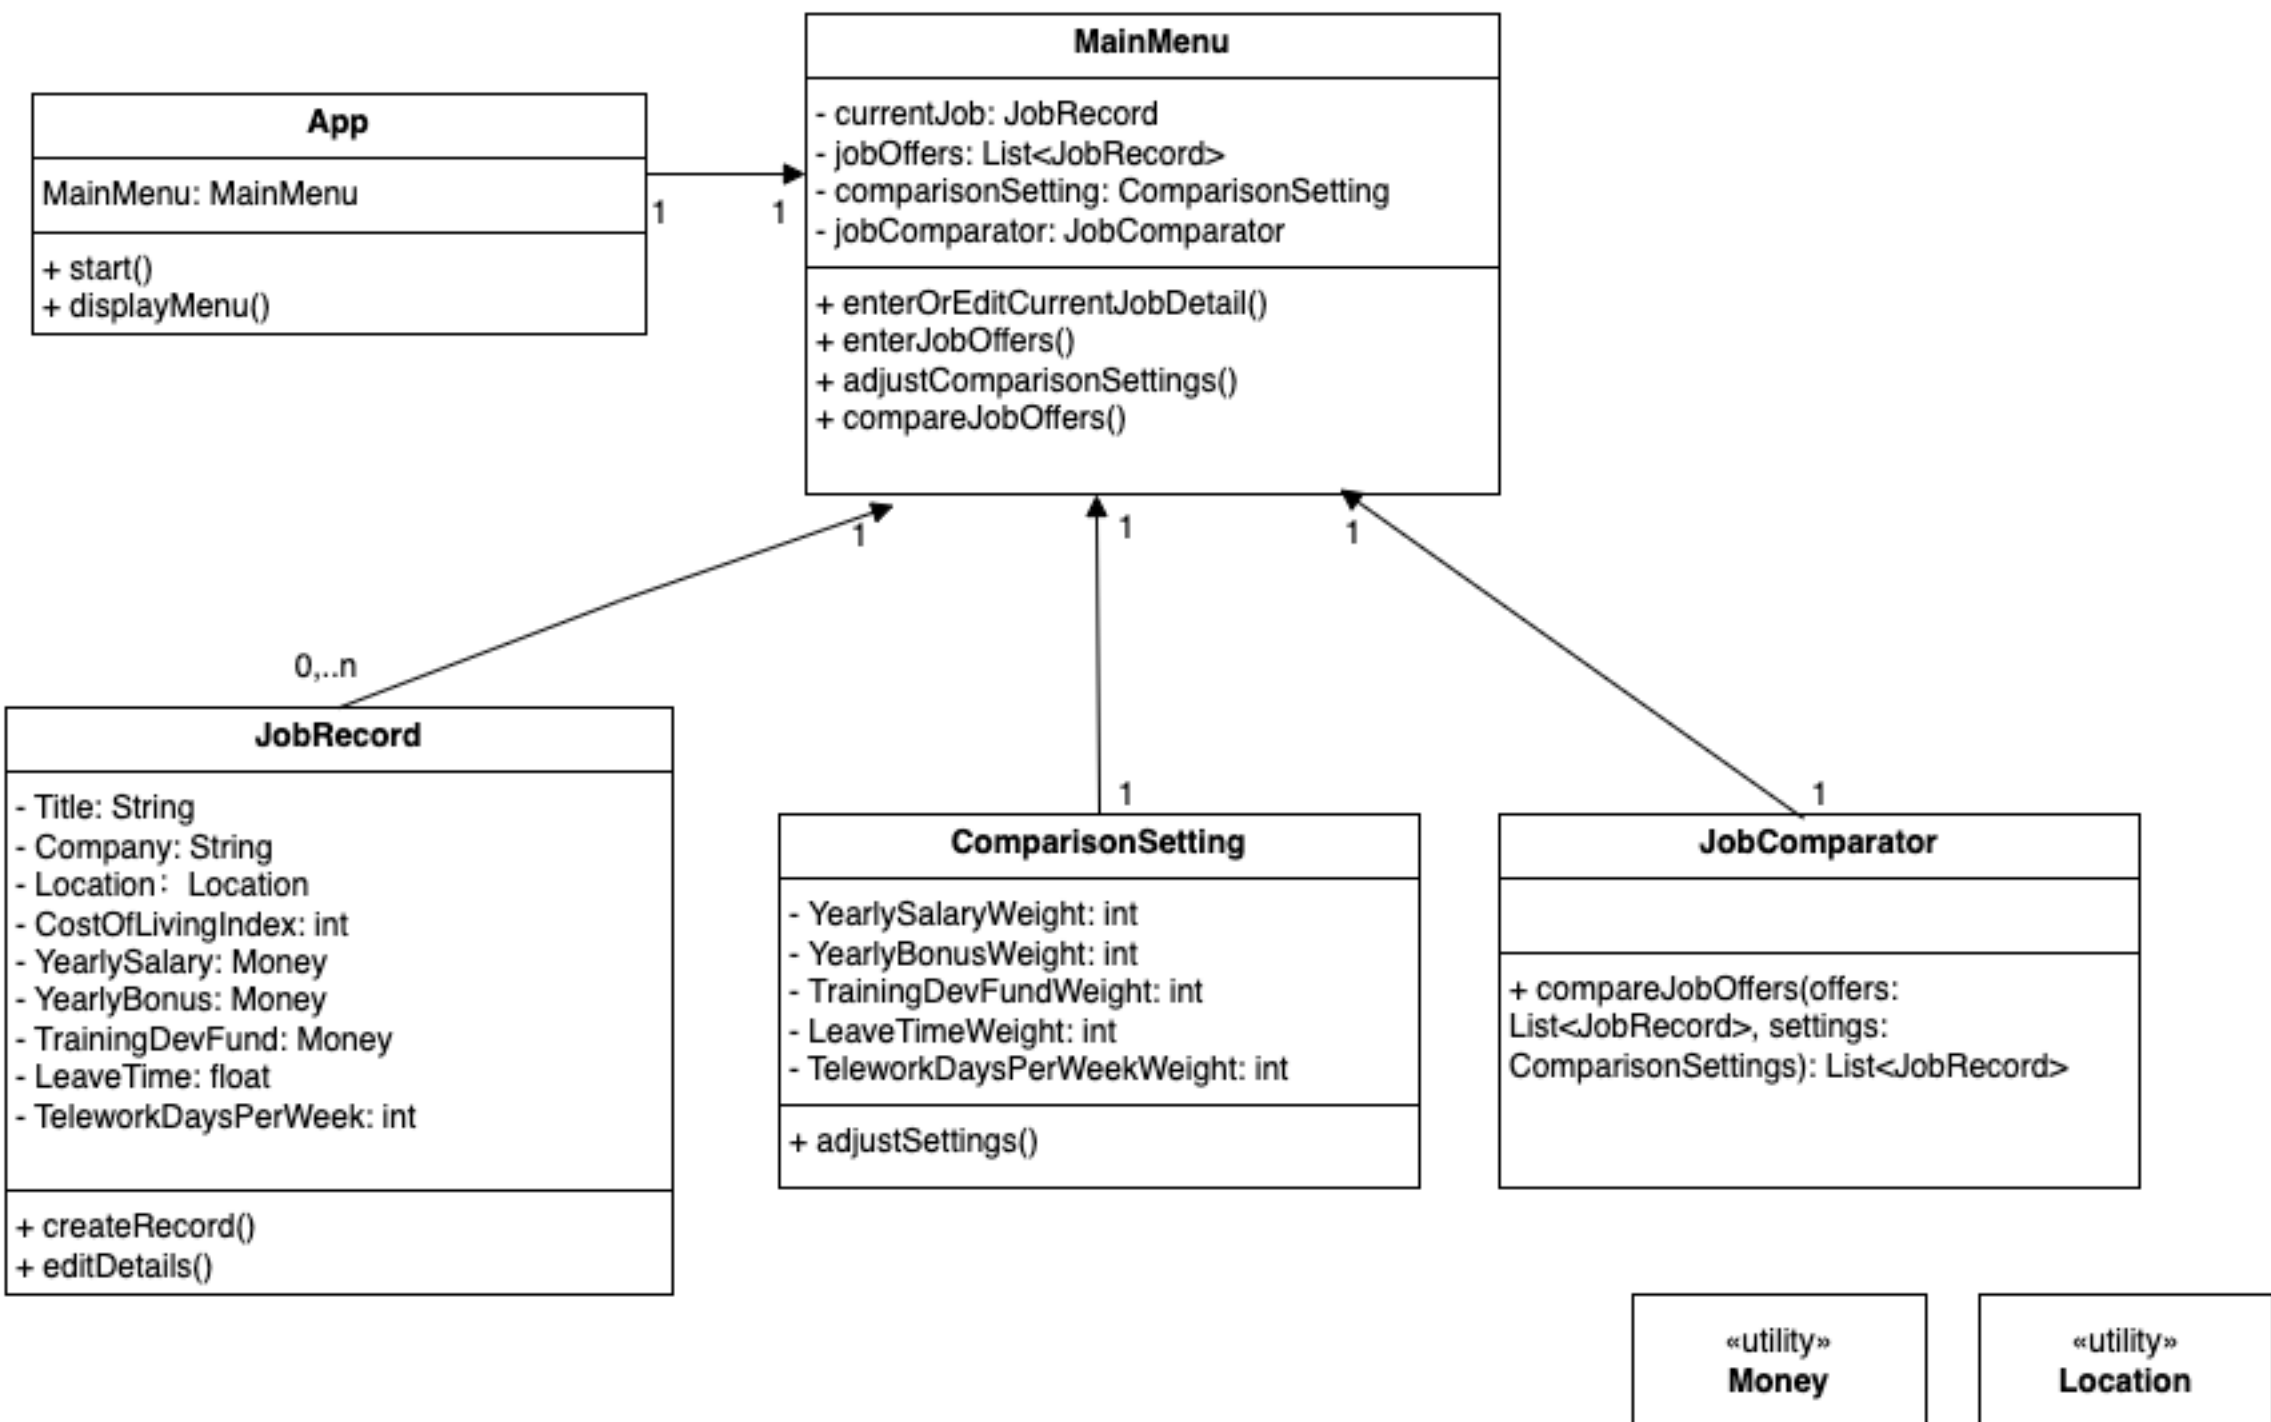 MainMenu
- currentJob: JobRecord
- jobOffers: List<JobRecord>
- comparisonSetting: ComparisonSetting
- jobComparator: JobComparator
+ enterOrEditCurrentJobDetail()
+ enterJobOffers()
+ adjustComparisonSettings()
+ compareJobOffers()
App
MainMenu: MainMenu
+ start()
+ displayMenu()
1
1
1
1
1
0,..n
1
1
JobRecord
- Title: String
- Company: String
- Location： Location
- CostOfLivingIndex: int
- YearlySalary: Money
- YearlyBonus: Money
- TrainingDevFund: Money
- LeaveTime: float
- TeleworkDaysPerWeek: int
+ createRecord()
+ editDetails()
ComparisonSetting
- YearlySalaryWeight: int
- YearlyBonusWeight: int
- TrainingDevFundWeight: int
- LeaveTimeWeight: int
- TeleworkDaysPerWeekWeight: int
+ adjustSettings()
JobComparator
+ compareJobOffers(offers:
List<JobRecord>, settings:
ComparisonSettings): List<JobRecord>
«utility»
Money
«utility»
Location